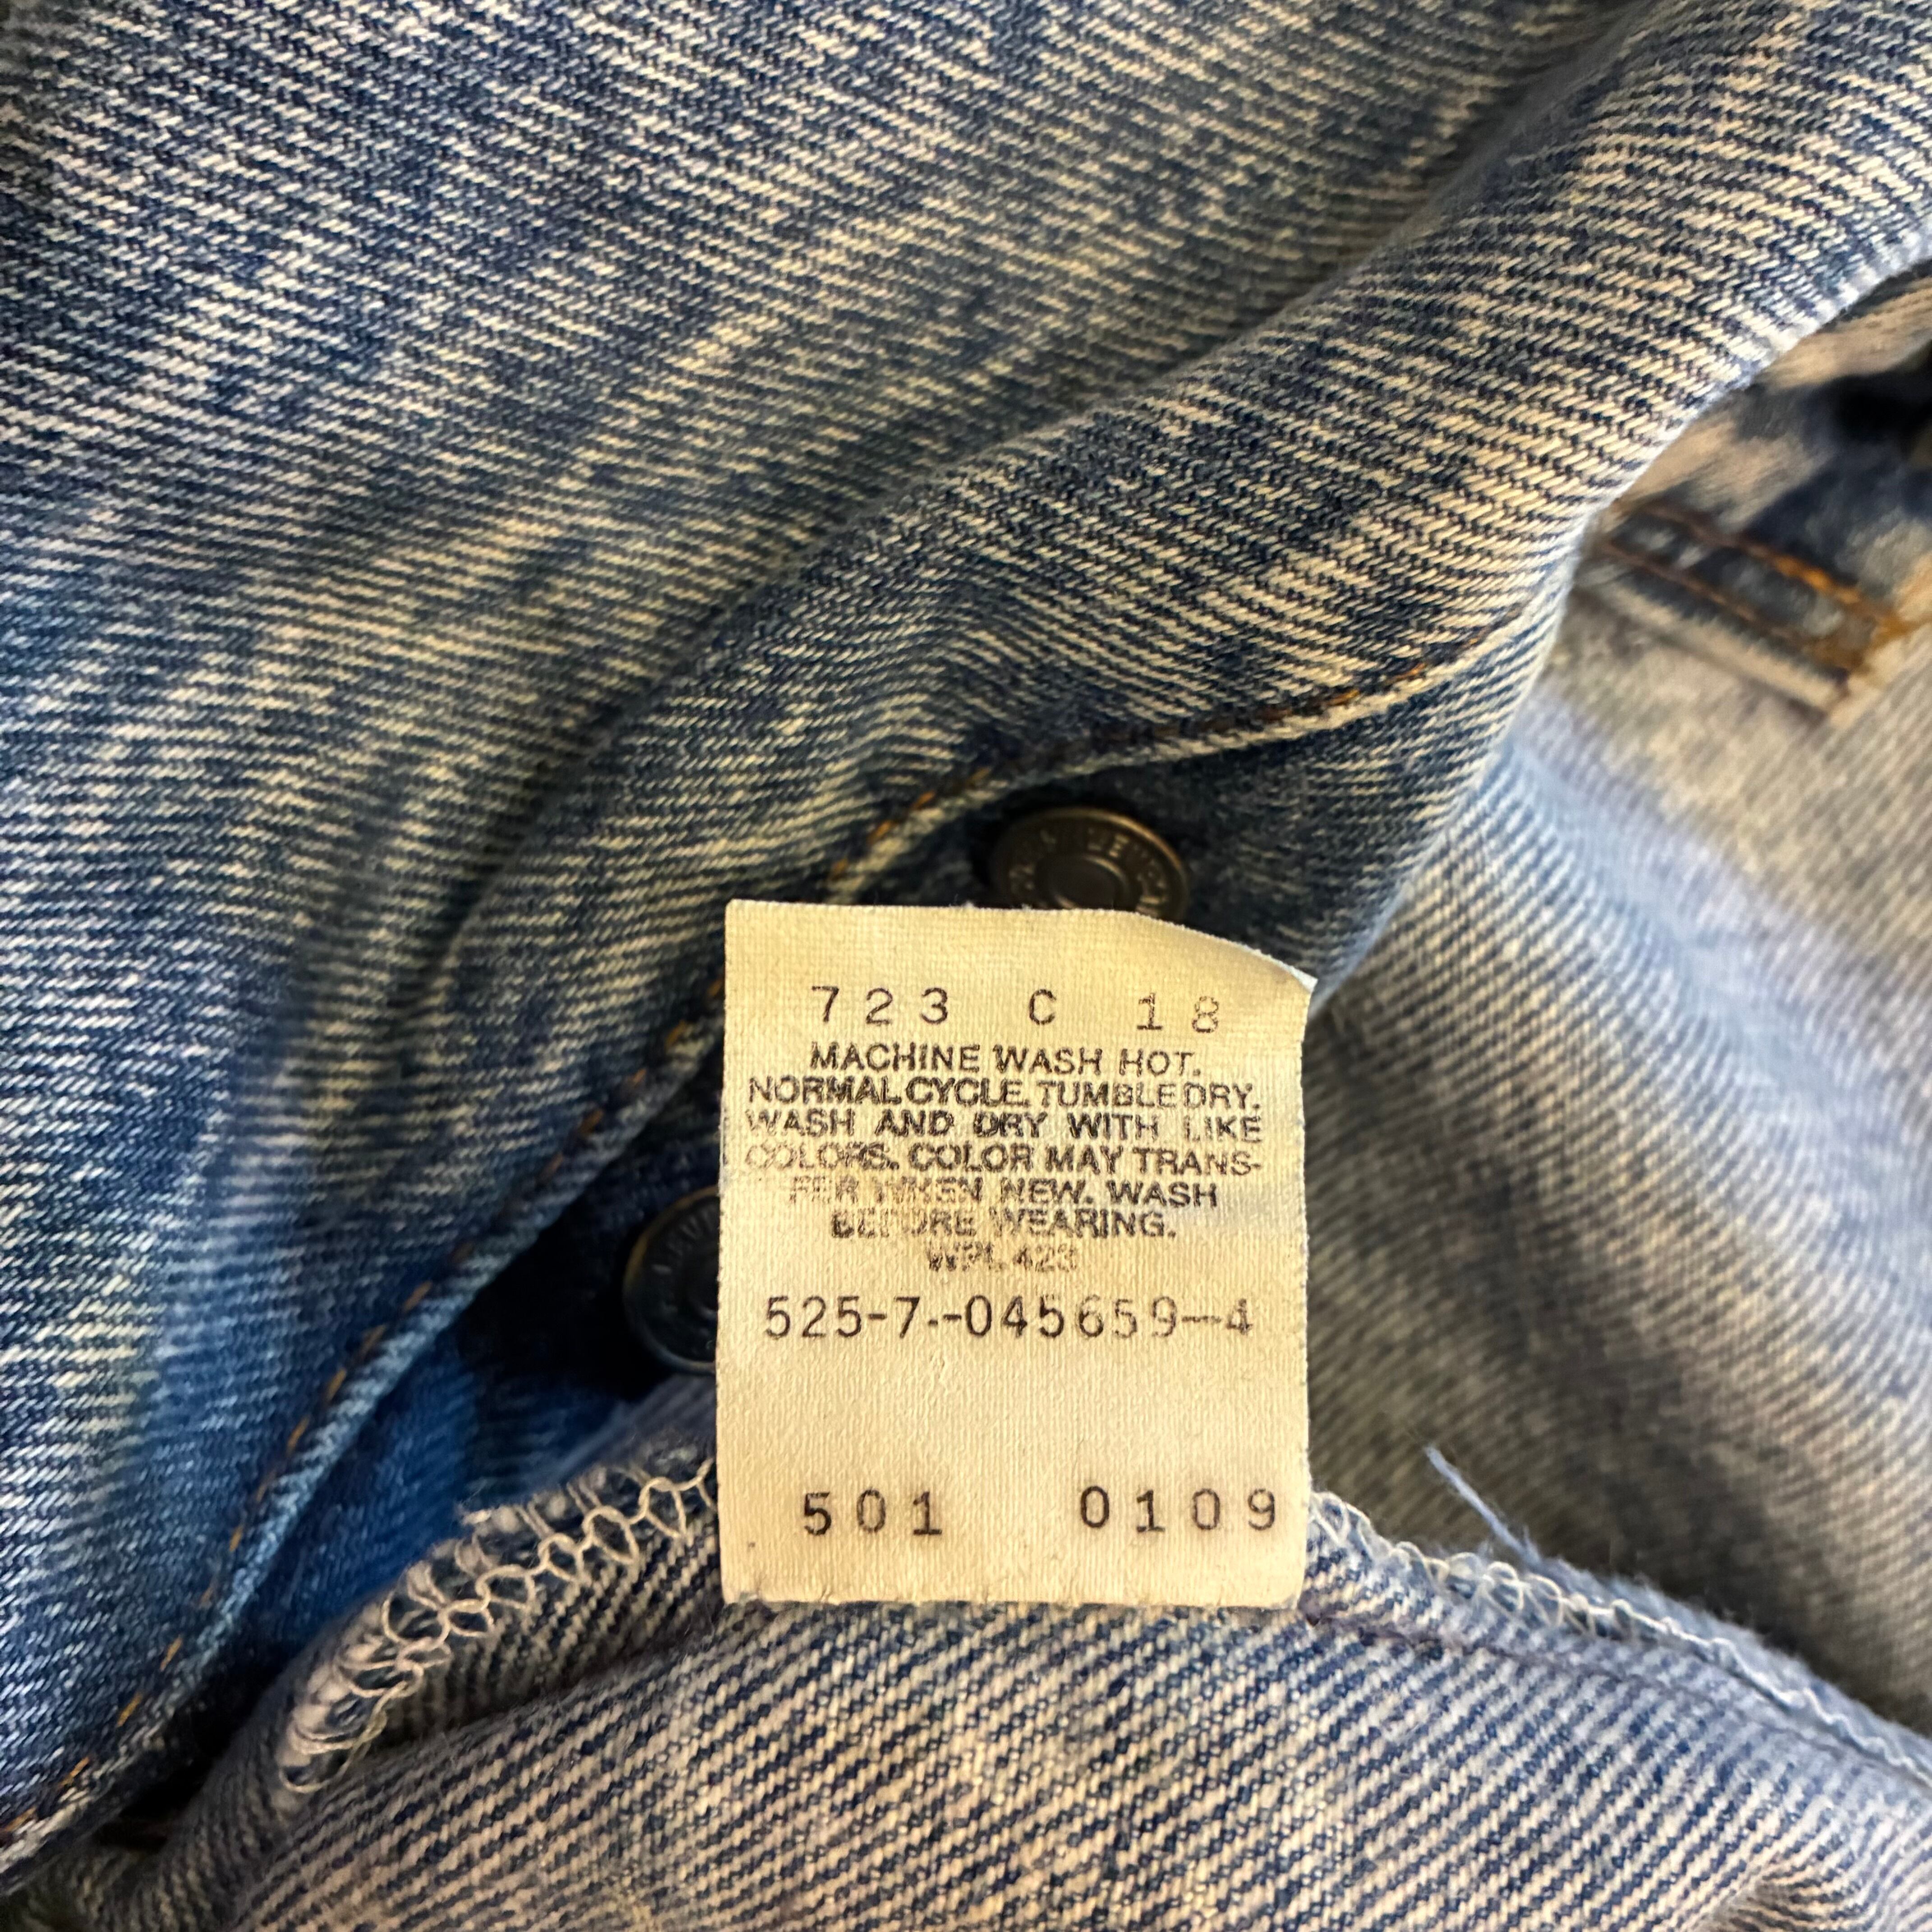 723 C 18
MACHINE WASH HOT.
NORMAL CYCLE. TUMBLE DRY.
WASH AND DRY WITH LIKE
COLORS. COLOR MAY TRANS-
FER WHEN NEW. WASH
BEFORE WEARING.
WPL 423
525-7.-045659-4
501 0109